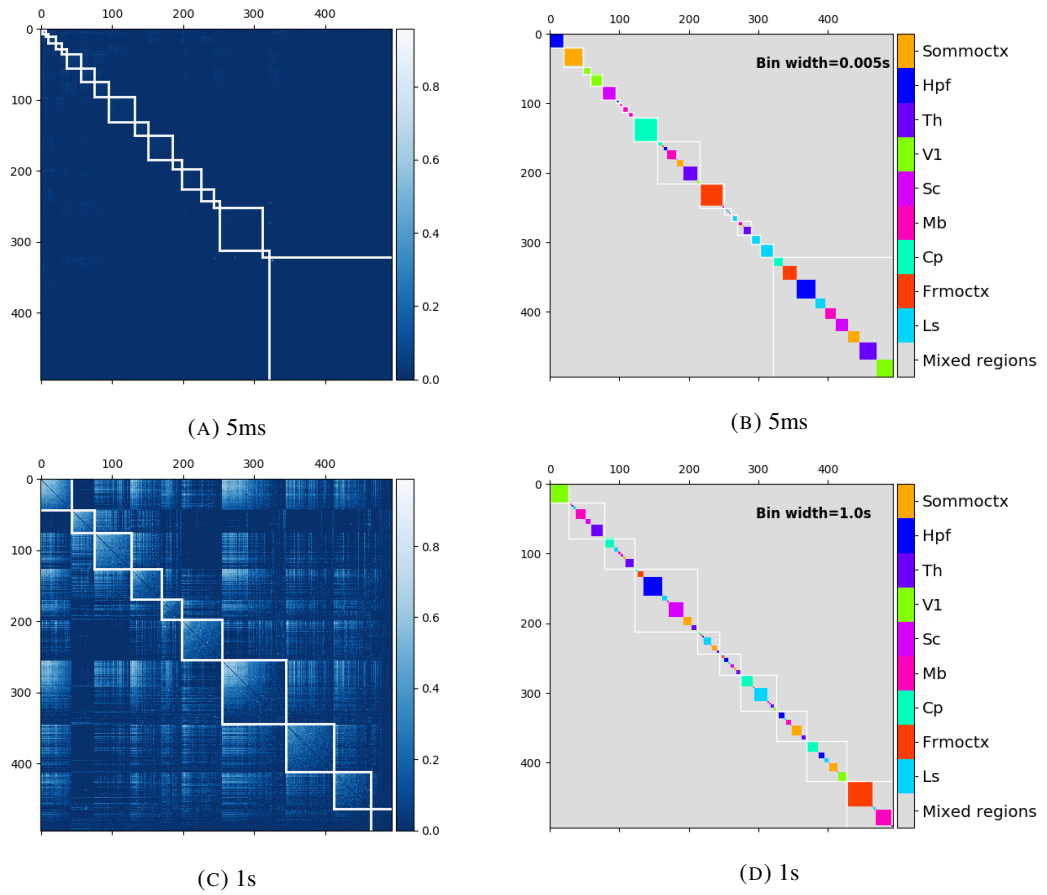 0 100 200 300 400
0
100
200
300
400
0.8
0.6
0.4
0.2
0.0
(A) 5ms
0 100 200 300 400
0
100
200
300
400
Bin width=0.005s
Sommoctx
Hpf
Th
V1
Sc
Mb
Cp
Frmoctx
Ls
Mixed regions
(B) 5ms
0 100 200 300 400
0
100
200
300
400
0.8
0.6
0.4
0.2
0.0
(C) 1s
0 100 200 300 400
0
100
200
300
400
Bin width=1.0s
Sommoctx
Hpf
Th
V1
Sc
Mb
Cp
Frmoctx
Ls
Mixed regions
(D) 1s